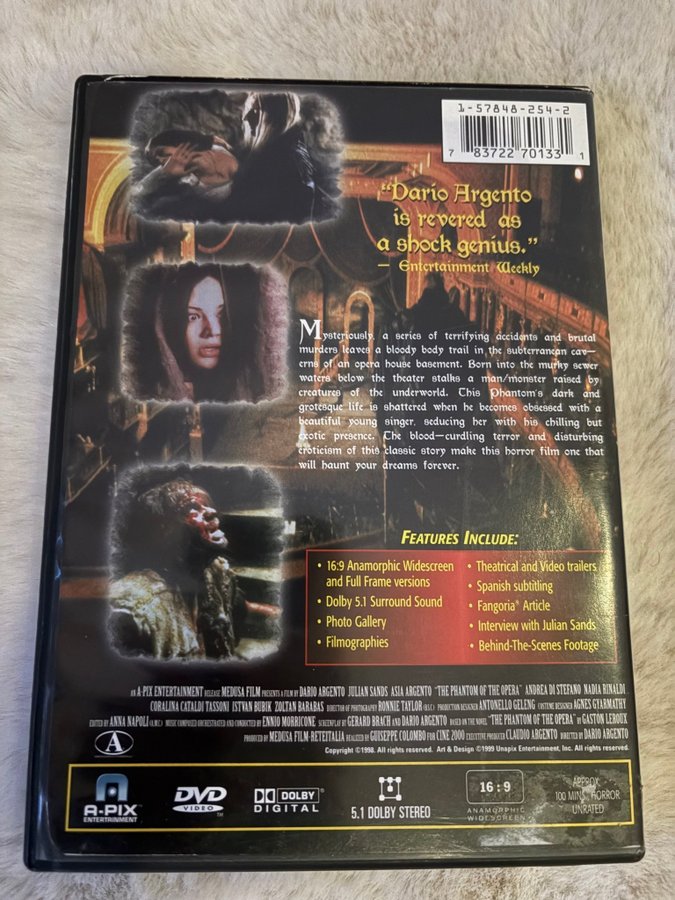 1-57848-254-2
7 83722 70133 1
"Dario Argento
is revered as
a shock genius."
— Entertainment Weekly
Mysteriously, a series of terrifying accidents and brutal
murders leaves a bloody body trail in the subterranean cav–
erns of an opera house basement. Born into the murky sewer
waters below the theater stalks a man/monster raised by
creatures of the underworld. This Phantom's dark and
grotesque life is shattered when he becomes obsessed with a
beautiful young singer, seducing her with his chilling but
exotic presence. The blood–curdling terror and disturbing
eroticism of this classic story make this horror film one that
will haunt your dreams forever.
FEATURES INCLUDE:
• 16:9 Anamorphic Widescreen
and Full Frame versions
• Dolby 5.1 Surround Sound
• Photo Gallery
• Filmographies
• Theatrical and Video trailers
• Spanish subtitling
• Fangoria® Article
• Interview with Julian Sands
• Behind-The-Scenes Footage
AN A-PIX ENTERTAINMENT RELEASE MEDUSA FILM PRESENTS A FILM BY DARIO ARGENTO JULIAN SANDS ASIA ARGENTO "THE PHANTOM OF THE OPERA" ANDREA DI STEFANO NADIA RINALDI
CORALINA CATALDI TASSONI ISTVAN BUBIK ZOLTAN BARABAS DIRECTOR OF PHOTOGRAPHY RONNIE TAYLOR (B.S.C.) PRODUCTION DESIGNER ANTONELLO GELENG COSTUME DESIGNER AGNES GYARMATHY
EDITED BY ANNA NAPOLI (A.M.C.) MUSIC COMPOSED ORCHESTRATED AND CONDUCTED BY ENNIO MORRICONE SCREENPLAY BY GERARD BRACH AND DARIO ARGENTO BASED ON THE NOVEL "THE PHANTOM OF THE OPERA" BY GASTON LEROUX
PRODUCED BY MEDUSA FILM-RETEITALIA REALIZED BY GIUSEPPE COLOMBO FOR CINE 2000 EXECUTIVE PRODUCER CLAUDIO ARGENTO DIRECTED BY DARIO ARGENTO
Copyright ©1998. All rights reserved. Art & Design ©1999 Unapix Entertainment, Inc. All rights reserved.
A
A-PIX
ENTERTAINMENT
DVD
VIDEO
TM
DOLBY
DIGITAL
5.1 DOLBY STEREO
16:9
ANAMORPHIC
WIDESCREEN
APPROX.
100 MINS. HORROR
UNRATED